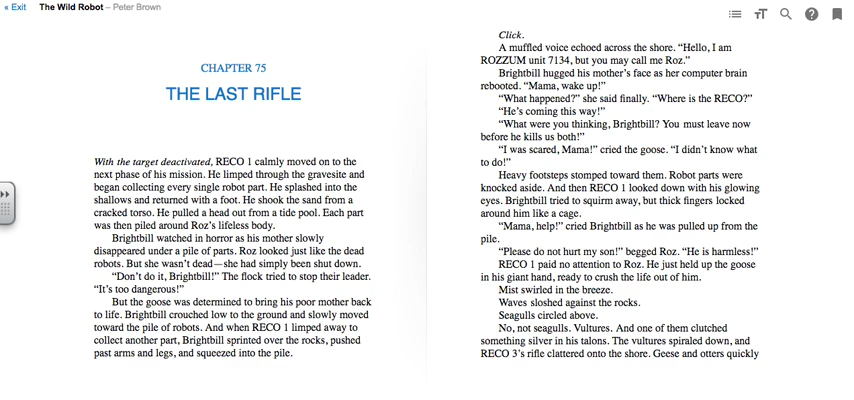 « Exit The Wild Robot – Peter Brown
CHAPTER 75
THE LAST RIFLE
With the target deactivated, RECO 1 calmly moved on to the
next phase of his mission. He limped through the gravesite and
began collecting every single robot part. He splashed into the
shallows and returned with a foot. He shook the sand from a
cracked torso. He pulled a head out from a tide pool. Each part
was then piled around Roz’s lifeless body.
Brightbill watched in horror as his mother slowly
disappeared under a pile of parts. Roz looked just like the dead
robots. But she wasn’t dead—she had simply been shut down.
“Don’t do it, Brightbill!” The flock tried to stop their leader.
“It’s too dangerous!”
But the goose was determined to bring his poor mother back
to life. Brightbill crouched low to the ground and slowly moved
toward the pile of robots. And when RECO 1 limped away to
collect another part, Brightbill sprinted over the rocks, pushed
past arms and legs, and squeezed into the pile.
Click.
A muffled voice echoed across the shore. “Hello, I am
ROZZUM unit 7134, but you may call me Roz.”
Brightbill hugged his mother’s face as her computer brain
rebooted. “Mama, wake up!”
“What happened?” she said finally. “Where is the RECO?”
“He’s coming this way!”
“What were you thinking, Brightbill? You must leave now
before he kills us both!”
“I was scared, Mama!” cried the goose. “I didn’t know what
to do!”
Heavy footsteps stomped toward them. Robot parts were
knocked aside. And then RECO 1 looked down with his glowing
eyes. Brightbill tried to squirm away, but thick fingers locked
around him like a cage.
“Mama, help!” cried Brightbill as he was pulled up from the
pile.
“Please do not hurt my son!” begged Roz. “He is harmless!”
RECO 1 paid no attention to Roz. He just held up the goose
in his giant hand, ready to crush the life out of him.
Mist swirled in the breeze.
Waves sloshed against the rocks.
Seagulls circled above.
No, not seagulls. Vultures. And one of them clutched
something silver in his talons. The vultures spiraled down, and
RECO 3’s rifle clattered onto the shore. Geese and otters quickly